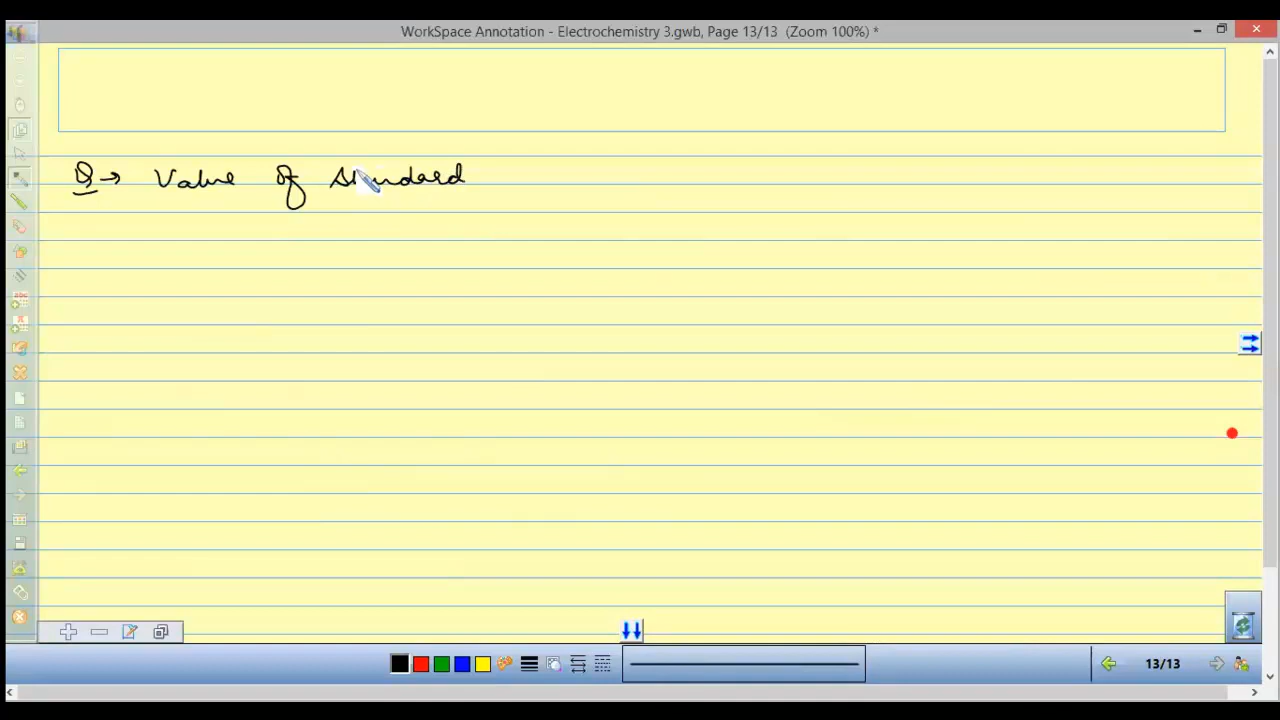 WorkSpace Annotation - Electrochemistry 3.gwb, Page 13/13 (Zoom 100%) *
Q→ Value of Standard
13/13